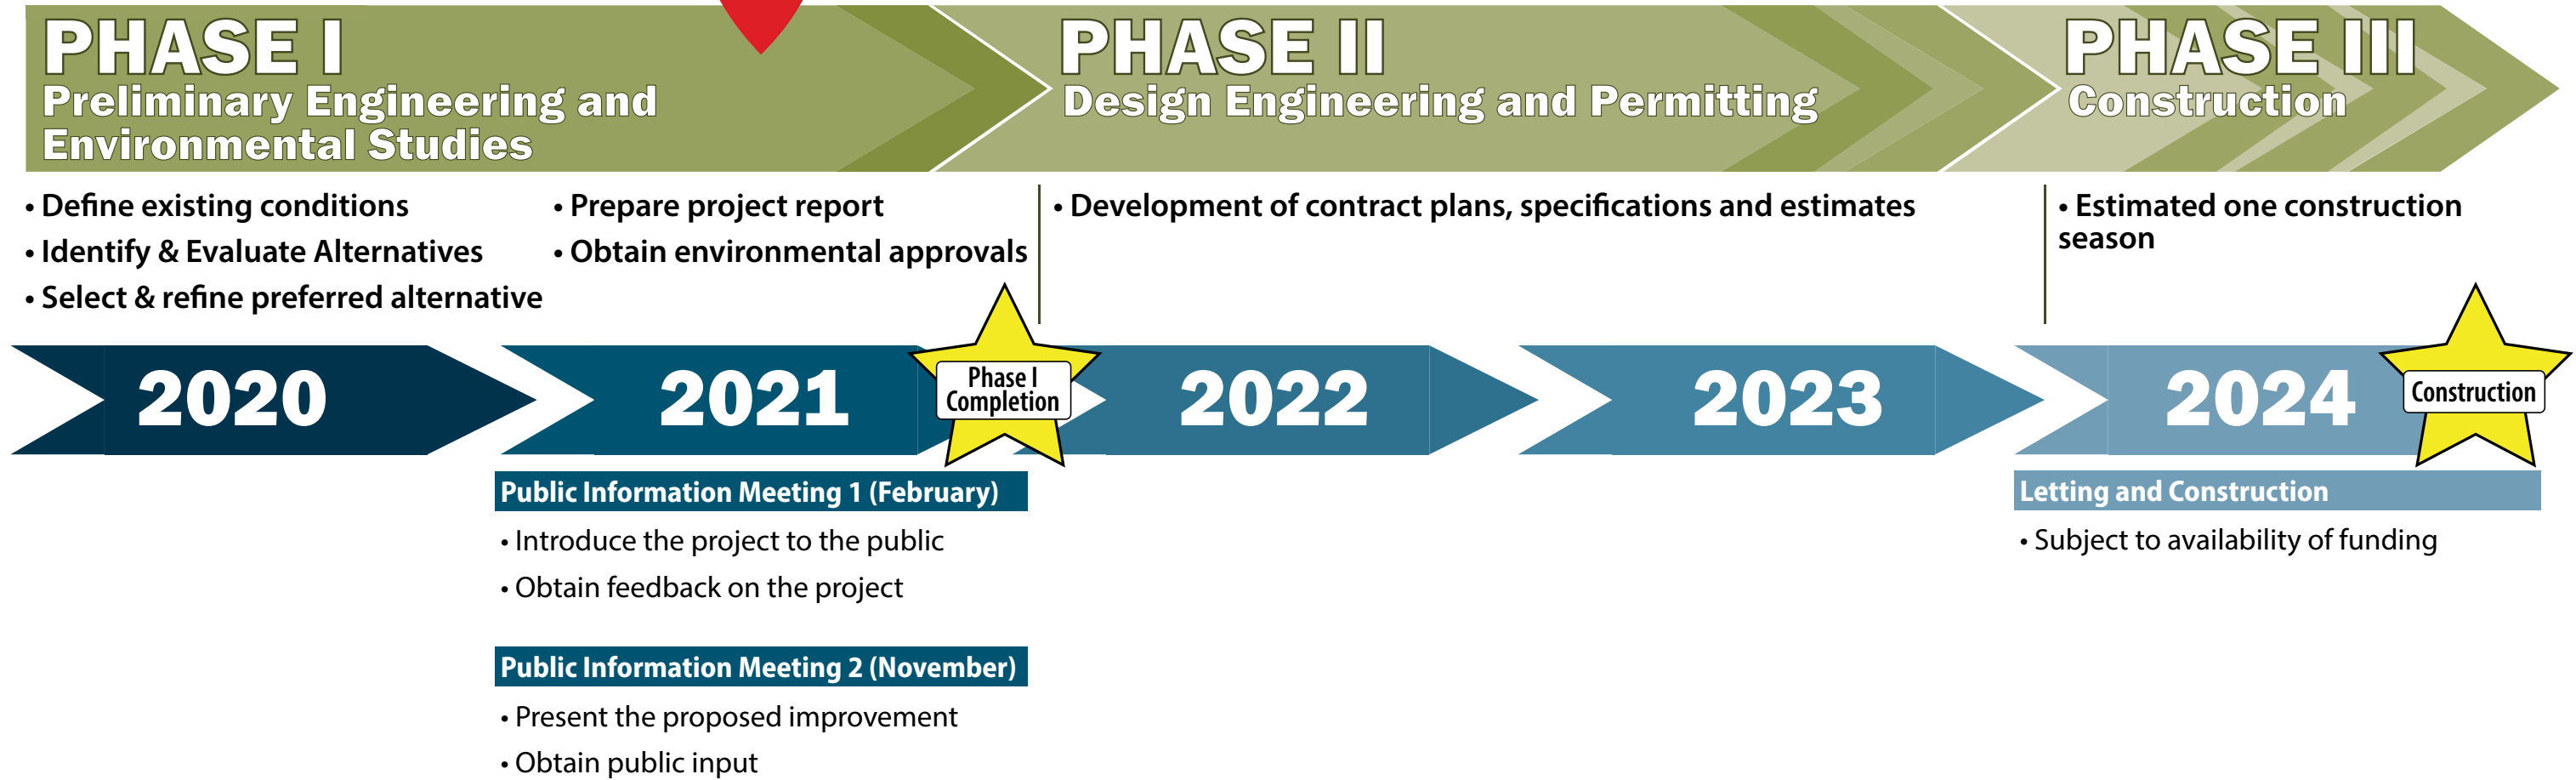 PHASE I
Preliminary Engineering and
Environmental Studies
• Define existing conditions
• Identify & Evaluate Alternatives
• Select & refine preferred alternative
• Prepare project report
• Obtain environmental approvals
PHASE II
Design Engineering and Permitting
• Development of contract plans, specifications and estimates
PHASE III
Construction
• Estimated one construction
season
2020
2021
Phase I
Completion
2022
2023
2024
Construction
Public Information Meeting 1 (February)
• Introduce the project to the public
• Obtain feedback on the project
Public Information Meeting 2 (November)
• Present the proposed improvement
• Obtain public input
Letting and Construction
• Subject to availability of funding